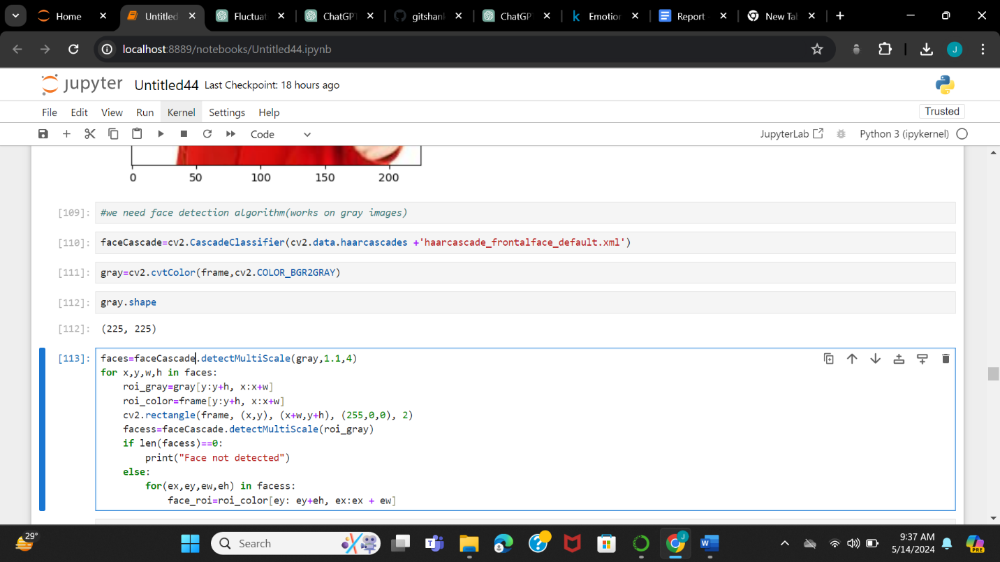 Home
Untitled
Fluctuat
ChatGPT
gitshanl
ChatGP
Emotion
Report
New Tab
localhost:8889/notebooks/Untitled44.ipynb
J
jupyter Untitled44 Last Checkpoint: 18 hours ago
File Edit View Run Kernel Settings Help
Trusted
Code
JupyterLab
Python 3 (ipykernel)
0 50 100 150 200
[109]: #we need face detection algorithm(works on gray images)
[110]: faceCascade=cv2.CascadeClassifier(cv2.data.haarcascades +'haarcascade_frontalface_default.xml')
[111]: gray=cv2.cvtColor(frame,cv2.COLOR_BGR2GRAY)
[112]: gray.shape
[112]: (225, 225)
[113]: faces=faceCascade.detectMultiScale(gray,1.1,4)
for x,y,w,h in faces:
    roi_gray=gray[y:y+h, x:x+w]
    roi_color=frame[y:y+h, x:x+w]
    cv2.rectangle(frame, (x,y), (x+w,y+h), (255,0,0), 2)
    facess=faceCascade.detectMultiScale(roi_gray)
    if len(facess)==0:
        print("Face not detected")
    else:
        for(ex,ey,ew,eh) in facess:
            face_roi=roi_color[ey: ey+eh, ex:ex + ew]
29°
Search
9:37 AM
5/14/2024
PRE